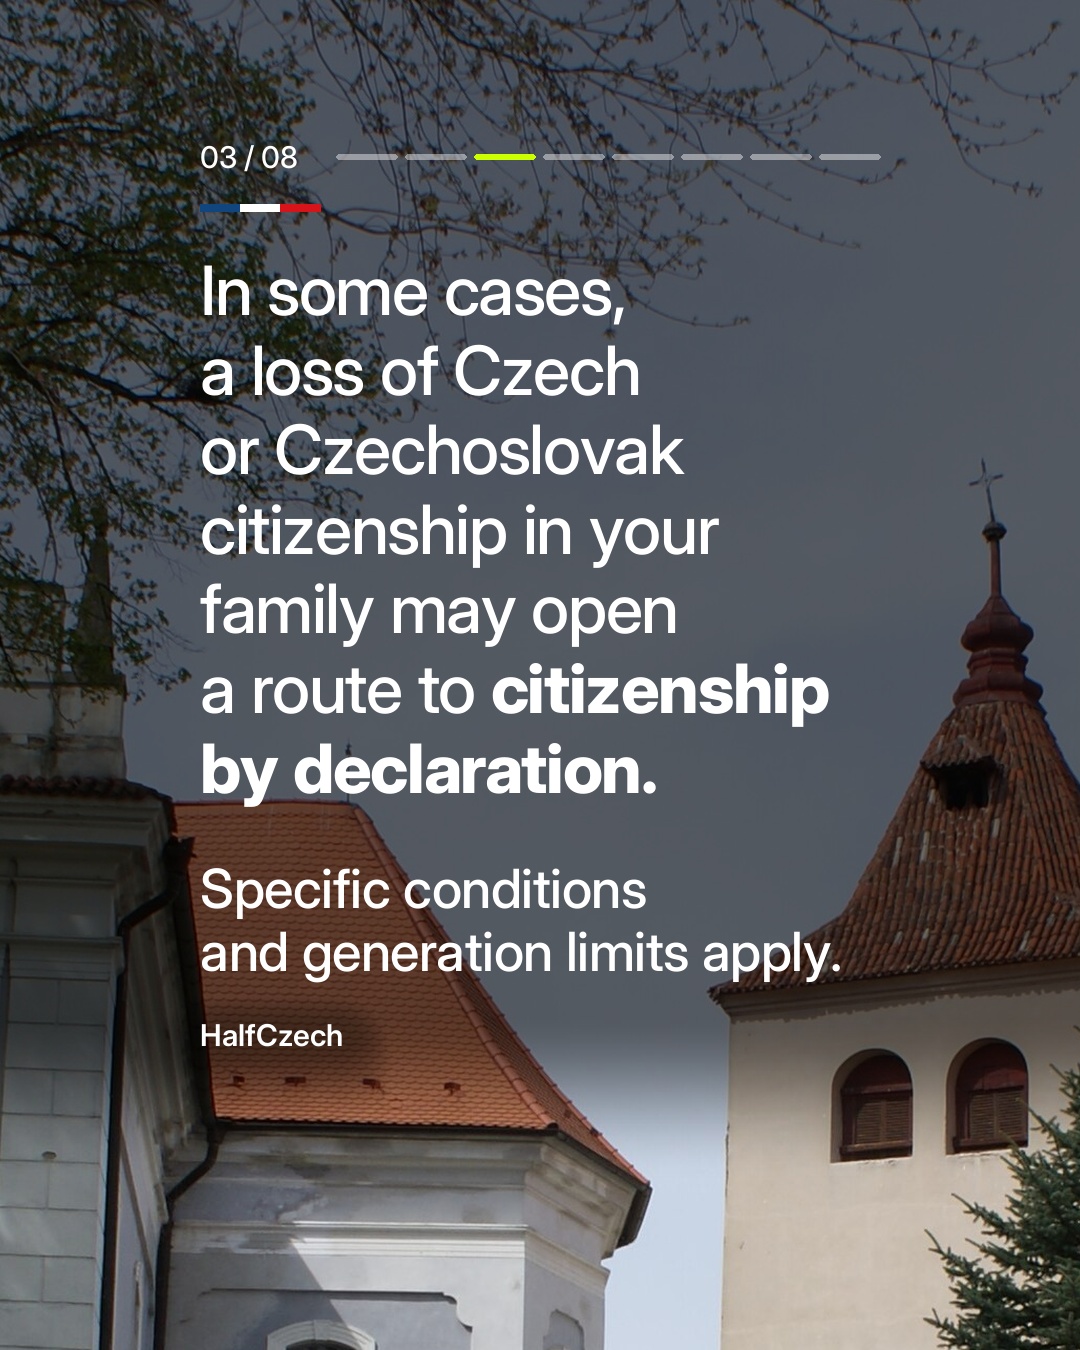 03 / 08
In some cases,
a loss of Czech
or Czechoslovak
citizenship in your
family may open
a route to citizenship
by declaration.
Specific conditions
and generation limits apply.
HalfCzech